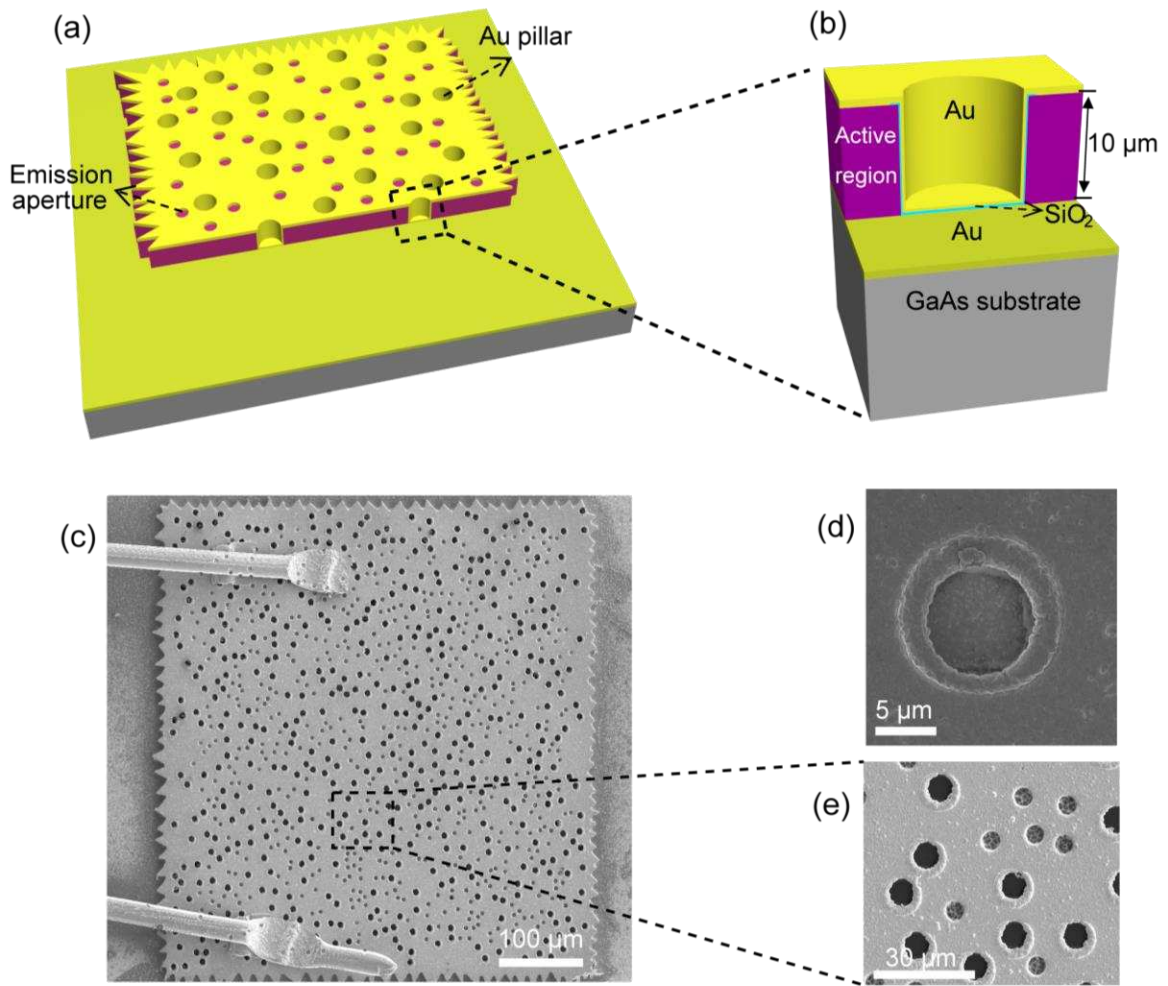 (a)
Au pillar
Emission
aperture
(b)
Au
Active
region
10 μm
SiO₂
Au
GaAs substrate
(c)
100 μm
(d)
5 μm
(e)
30 μm